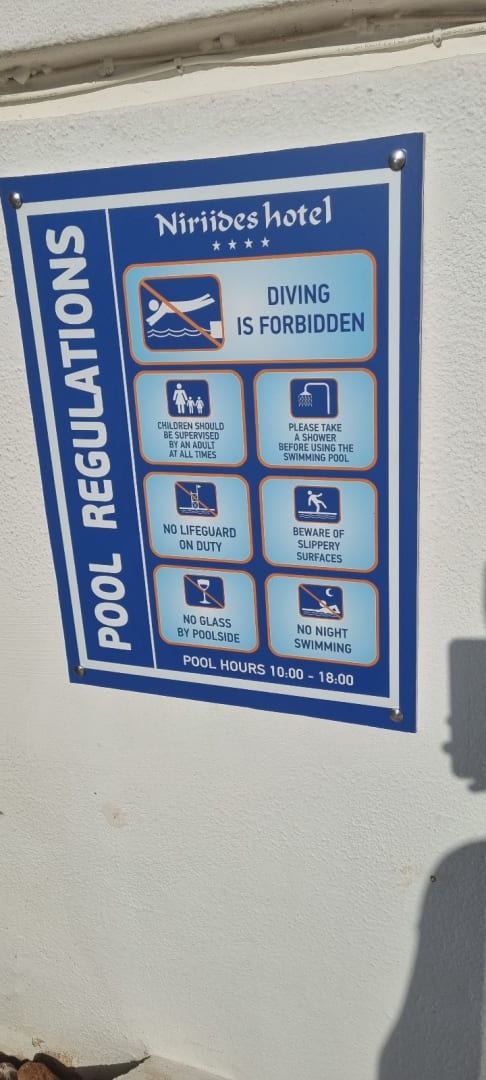 POOL REGULATIONS
Niriides hotel
★ ★ ★ ★
DIVING
IS FORBIDDEN
CHILDREN SHOULD
BE SUPERVISED
BY AN ADULT
AT ALL TIMES
PLEASE TAKE
A SHOWER
BEFORE USING THE
SWIMMING POOL
NO LIFEGUARD
ON DUTY
BEWARE OF
SLIPPERY
SURFACES
NO GLASS
BY POOLSIDE
NO NIGHT
SWIMMING
POOL HOURS 10:00 - 18:00